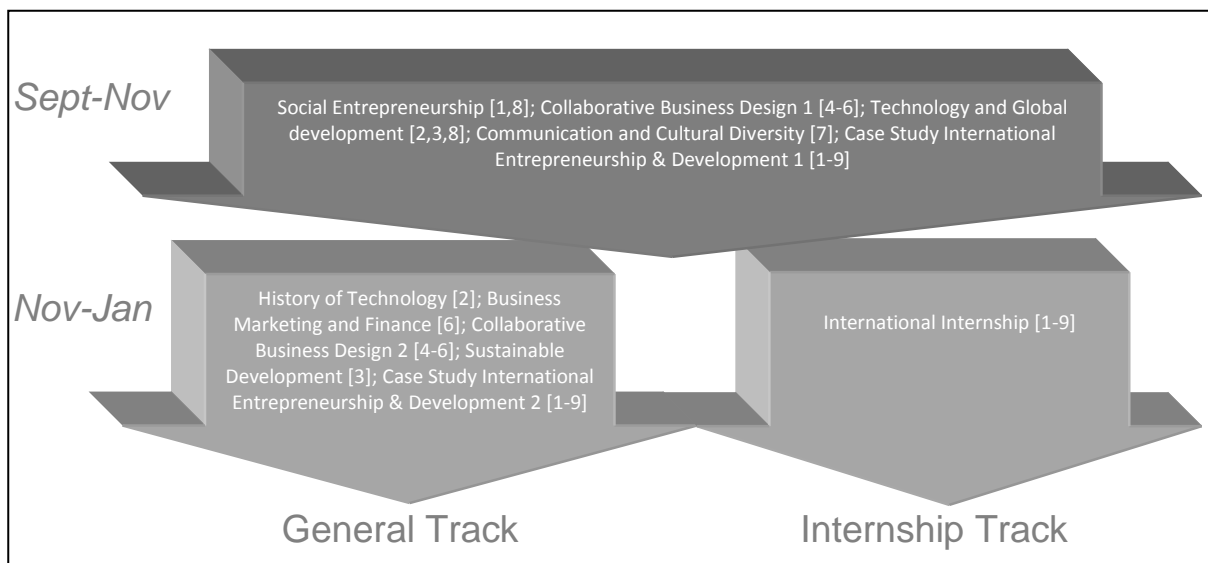 Sept-Nov
Social Entrepreneurship [1,8]; Collaborative Business Design 1 [4-6]; Technology and Global
development [2,3,8]; Communication and Cultural Diversity [7]; Case Study International
Entrepreneurship & Development 1 [1-9]
Nov-Jan
History of Technology [2]; Business
Marketing and Finance [6]; Collaborative
Business Design 2 [4-6]; Sustainable
Development [3]; Case Study International
Entrepreneurship & Development 2 [1-9]
International Internship [1-9]
General Track
Internship Track